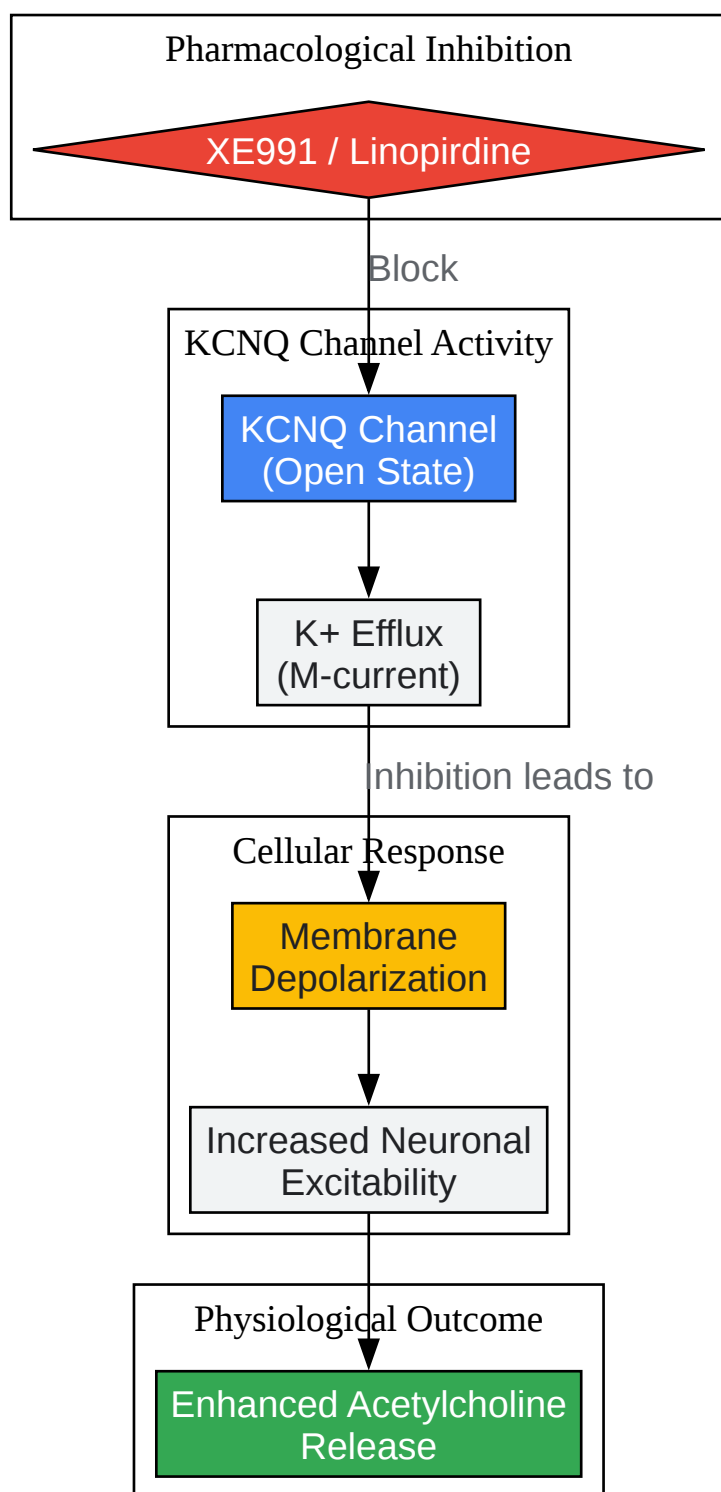 Pharmacological Inhibition
XE991 / Linopirdine
Block
KCNQ Channel Activity
KCNQ Channel
(Open State)
K+ Efflux
(M-current)
Inhibition leads to
Cellular Response
Membrane
Depolarization
Increased Neuronal
Excitability
Physiological Outcome
Enhanced Acetylcholine
Release